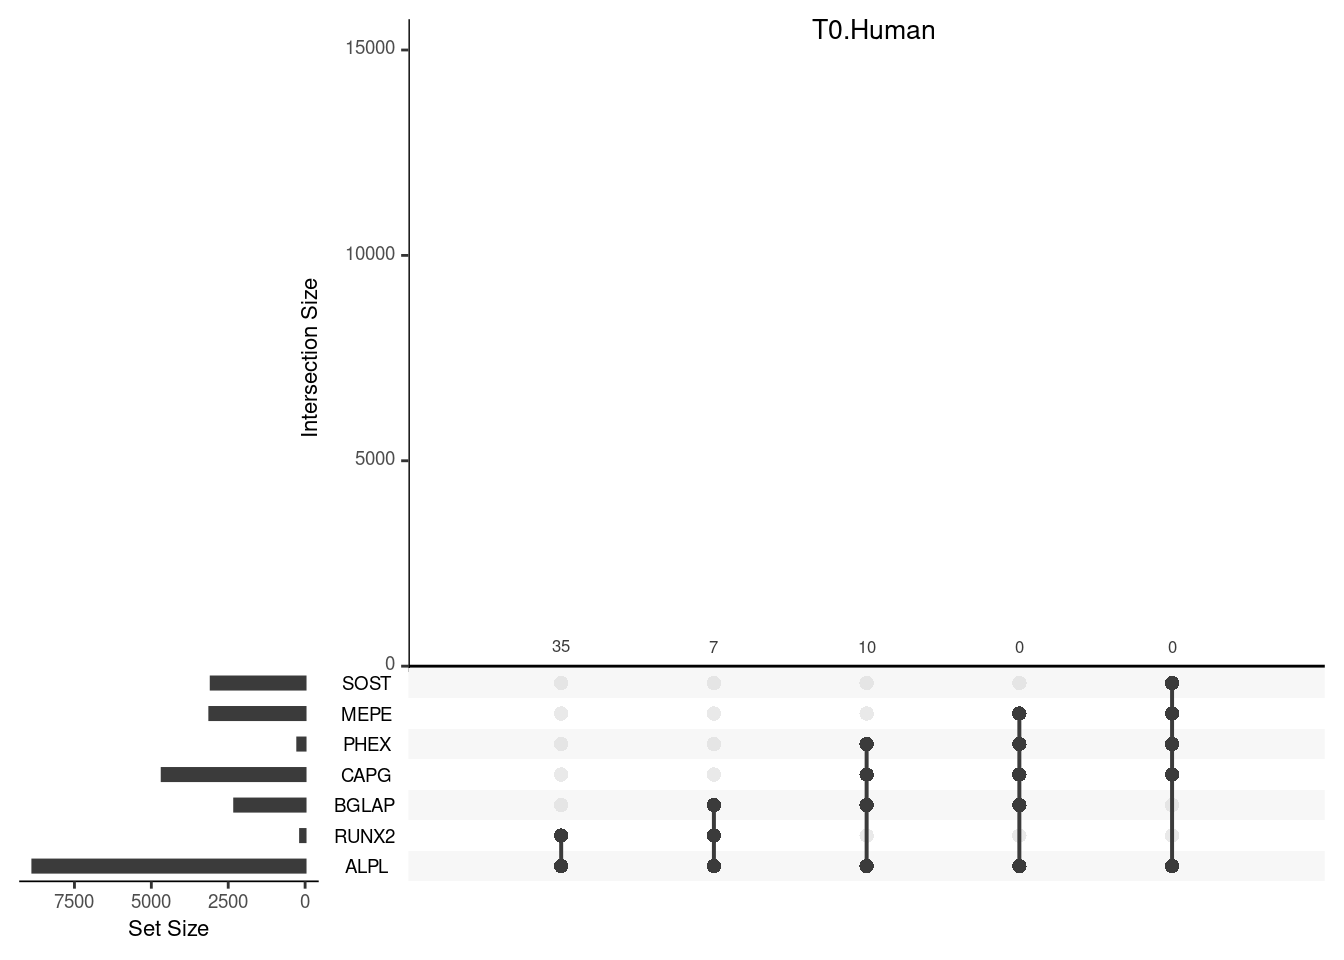 T0.Human
15000
10000
5000
0
Intersection Size
35 7 10 0 0
SOST
MEPE
PHEX
CAPG
BGLAP
RUNX2
ALPL
7500 5000 2500 0
Set Size